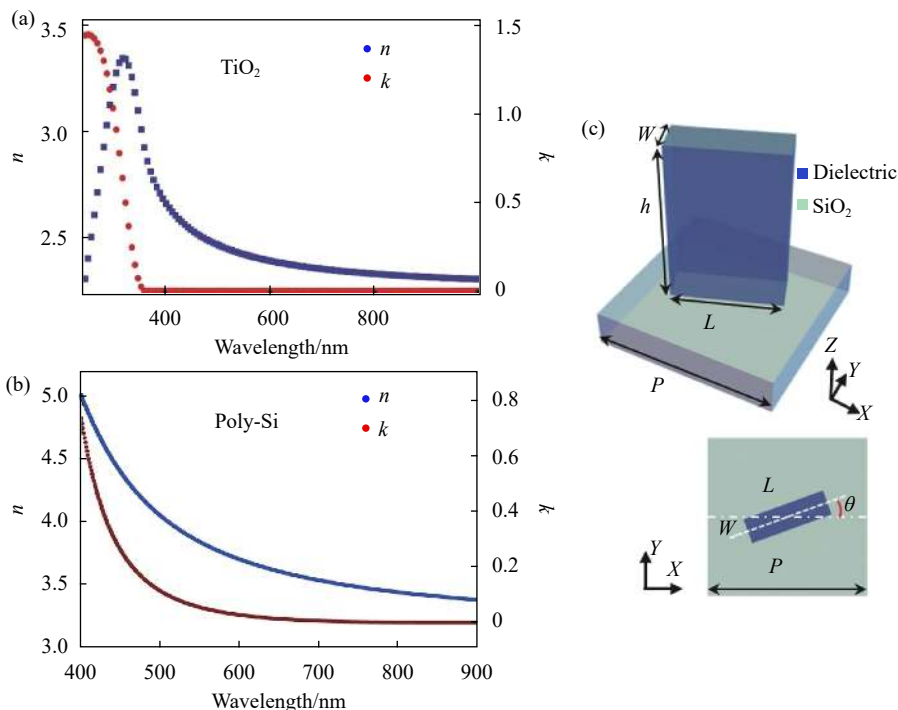 (a)
3.5
3.0
2.5
n
1.5
1.0
0.5
0
k
n
k
TiO₂
400
600
800
Wavelength/nm
(b)
5.0
4.5
4.0
3.5
3.0
n
0.8
0.6
0.4
0.2
0
k
n
k
Poly-Si
400
500
600
700
800
900
Wavelength/nm
(c)
W
h
L
P
Dielectric
SiO₂
Z
Y
X
L
W
θ
P
Y
X